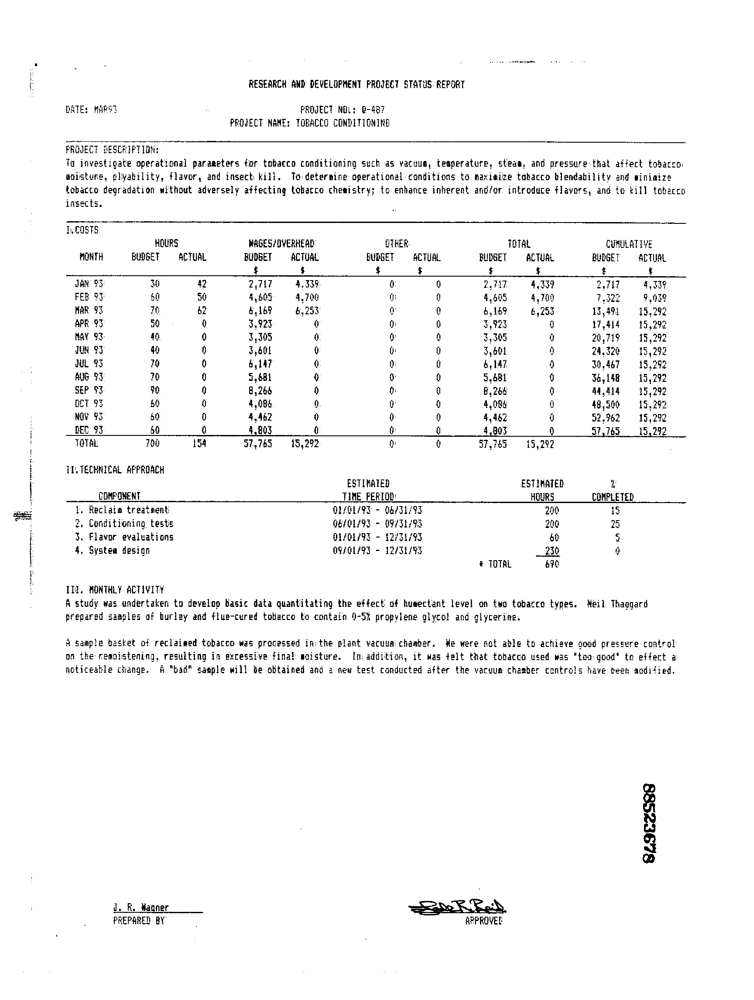 RESEARCH AND DEVELOPMENT PROJECT STATUS REPORT
DATE: MAR93 PROJECT NO.: 0-487
PROJECT NAME: TOBACCO CONDITIONING
PROJECT DESCRIPTION:
To investigate operational parameters for tobacco conditioning such as vacuum, temperature, steam, and pressure that affect tobacco
moisture, plyability, flavor, and insect kill. To determine operational conditions to maximize tobacco blendability and minimize
tobacco degradation without adversely affecting tobacco chemistry; to enhance inherent and/or introduce flavors, and to kill tobacco
insects.
I. COSTS
HOURS WAGES/OVERHEAD OTHER TOTAL CUMULATIVE
MONTH BUDGET ACTUAL BUDGET ACTUAL BUDGET ACTUAL BUDGET ACTUAL BUDGET ACTUAL
$ $ $ $ $ $ $ $
JAN 93 30 42 2,717 4,339 0 0 2,717 4,339 2,717 4,339
FEB 93 60 50 4,605 4,700 0 0 4,605 4,700 7,322 9,039
MAR 93 70 62 6,169 6,253 0 0 6,169 6,253 13,491 15,292
APR 93 50 0 3,923 0 0 0 3,923 0 17,414 15,292
MAY 93 40 0 3,305 0 0 0 3,305 0 20,719 15,292
JUN 93 40 0 3,601 0 0 0 3,601 0 24,320 15,292
JUL 93 70 0 6,147 0 0 0 6,147 0 30,467 15,292
AUG 93 70 0 5,681 0 0 0 5,681 0 36,148 15,292
SEP 93 90 0 8,266 0 0 0 8,266 0 44,414 15,292
OCT 93 60 0 4,086 0 0 0 4,086 0 48,500 15,292
NOV 93 60 0 4,462 0 0 0 4,462 0 52,962 15,292
DEC 93 60 0 4,803 0 0 0 4,803 0 57,765 15,292
TOTAL 700 154 57,765 15,292 0 0 57,765 15,292
II. TECHNICAL APPROACH
ESTIMATED ESTIMATED %
COMPONENT TIME PERIOD HOURS COMPLETED
1. Reclaim treatment 01/01/93 - 06/31/93 200 15
2. Conditioning tests 06/01/93 - 09/31/93 200 25
3. Flavor evaluations 01/01/93 - 12/31/93 60 5
4. System design 09/01/93 - 12/31/93 230 0
* TOTAL 690
III. MONTHLY ACTIVITY
A study was undertaken to develop basic data quantitating the effect of humectant level on two tobacco types. Neil Thaggard
prepared samples of burley and flue-cured tobacco to contain 0-5% propylene glycol and glycerine.
A sample basket of reclaimed tobacco was processed in the plant vacuum chamber. We were not able to achieve good pressure control
on the remoistening, resulting in excessive final moisture. In addition, it was felt that tobacco used was "too good" to effect a
noticeable change. A "bad" sample will be obtained and a new test conducted after the vacuum chamber controls have been modified.
88523678
J. R. Wagner
PREPARED BY APPROVED